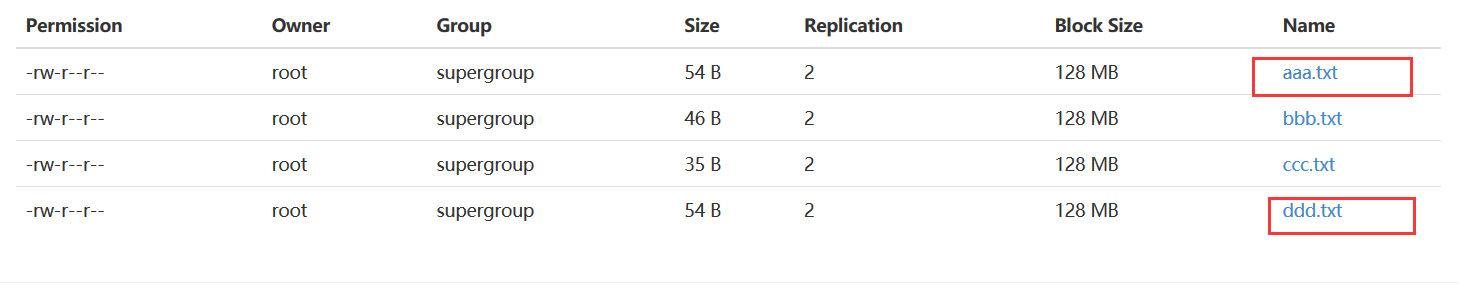 Permission Owner Group Size Replication Block Size Name
-rw-r--r-- root supergroup 54 B 2 128 MB aaa.txt
-rw-r--r-- root supergroup 46 B 2 128 MB bbb.txt
-rw-r--r-- root supergroup 35 B 2 128 MB ccc.txt
-rw-r--r-- root supergroup 54 B 2 128 MB ddd.txt